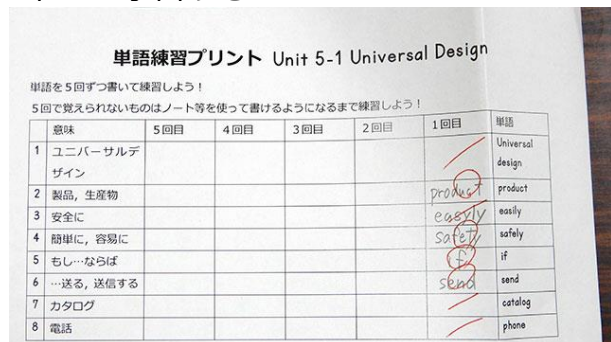 単語練習プリント Unit 5-1 Universal Design
単語を5回ずつ書いて練習しよう！
5回で覚えられないものはノート等を使って書けるようになるまで練習しよう！
意味 5回目 4回目 3回目 2回目 1回目 単語
1 ユニバーサルデザイン Universal design
2 製品，生産物 product product
3 安全に easyly easily
4 簡単に，容易に safety safely
5 もし…ならば if if
6 …送る，送信する send send
7 カタログ catalog
8 電話 phone